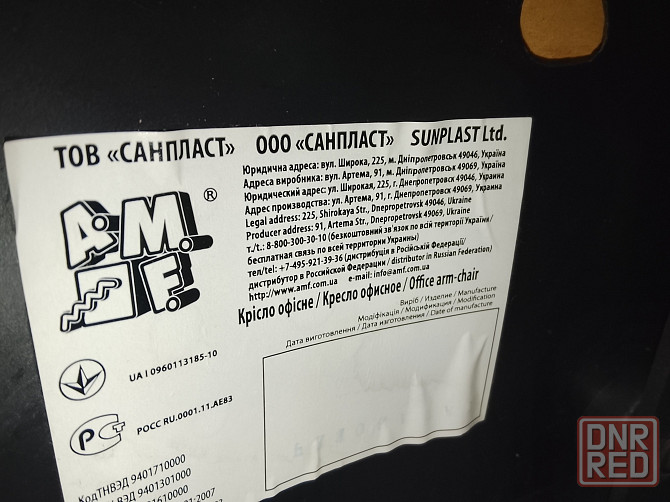 ТОВ «САНПЛАСТ» ООО «САНПЛАСТ» SUNPLAST Ltd.
Юридична адреса: вул. Широка, 225, м. Дніпропетровськ 49046, Україна
Адреса виробника: вул. Артема, 91, м. Дніпропетровськ 49069, Україна
Юридический адрес: ул. Широкая, 225, г. Днепропетровск 49046, Украина
Адрес производства: ул. Артема, 91, г. Днепропетровск 49069, Украина
Legal address: 225, Shirokaya Str., Dnepropetrovsk 49046, Ukraine
Producer address: 91, Artema Str., Dnepropetrovsk 49069, Ukraine
т./t.: 8-800-300-30-10 (безкоштовний зв'язок по всій території України/
бесплатная связь по всей территории Украины)
тел/tel: +7-495-921-39-36 (дистрибуція в Російській Федерації/
дистрибутор в Российской Федерации / distributor in Russian Federation)
http://www.amf.com.ua e-mail: info@amf.com.ua
Крісло офісне / Кресло офисное / Office arm-chair
Виріб / Изделие / Manufacture
Модіфікація / Модификация / Modification
Дата виготовлення / Дата изготовления / Date of manufacture
A.M.
F.
®
UA I 0960113185-10
РСТ
РОСС RU.0001.11.АЕ83
КодТНВЭД 9401710000
ВЭД 9401301000
:2007
DNR
RED